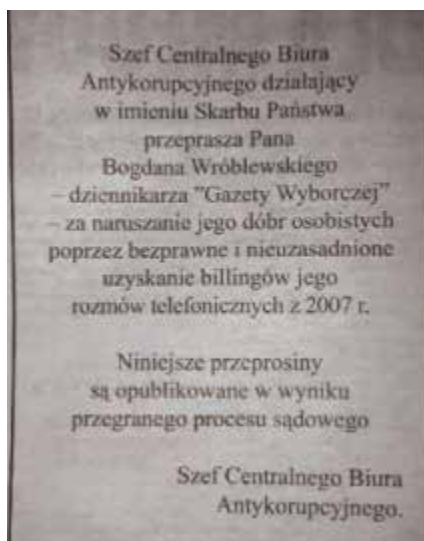 Szef Centralnego Biura
Antykorupcyjnego działający
w imieniu Skarbu Państwa
przeprasza Pana
Bogdana Wróblewskiego
– dziennikarza "Gazety Wyborczej"
– za naruszanie jego dóbr osobistych
poprzez bezprawne i nieuzasadnione
uzyskanie billingów jego
rozmów telefonicznych z 2007 r.
Niniejsze przeprosiny
są opublikowane w wyniku
przegranego procesu sądowego
Szef Centralnego Biura
Antykorupcyjnego.